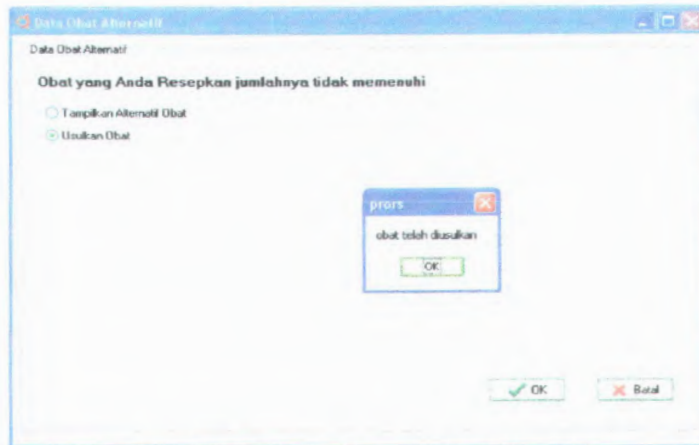 Data Obat Alternatif
Data Obat Alternatif
Obat yang Anda Resepkan jumlahnya tidak memenuhi
Tampilkan Alternatif Obat
Usulkan Obat
prors
obat telah diusulkan
OK
OK
Batal